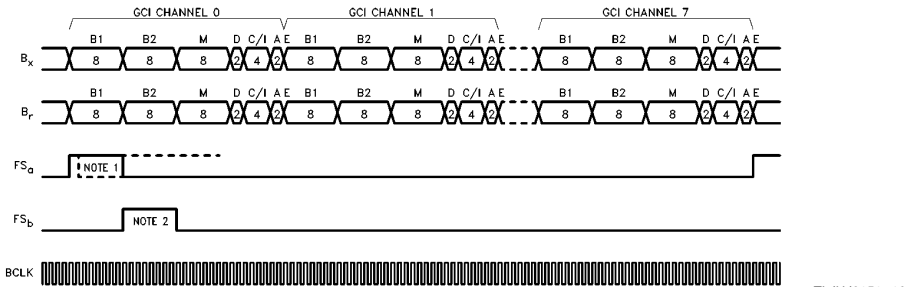 GCI CHANNEL 0 GCI CHANNEL 1 GCI CHANNEL 7
B1 B2 M D C/I A E B1 B2 M D C/I A E B1 B2 M D C/I A E
Bx 8 8 8 2 4 2 8 8 8 2 4 2 8 8 8 2 4 2
B1 B2 M D C/I A E B1 B2 M D C/I A E B1 B2 M D C/I A E
Br 8 8 8 2 4 2 8 8 8 2 4 2 8 8 8 2 4 2
FSa NOTE 1
FSb NOTE 2
BCLK